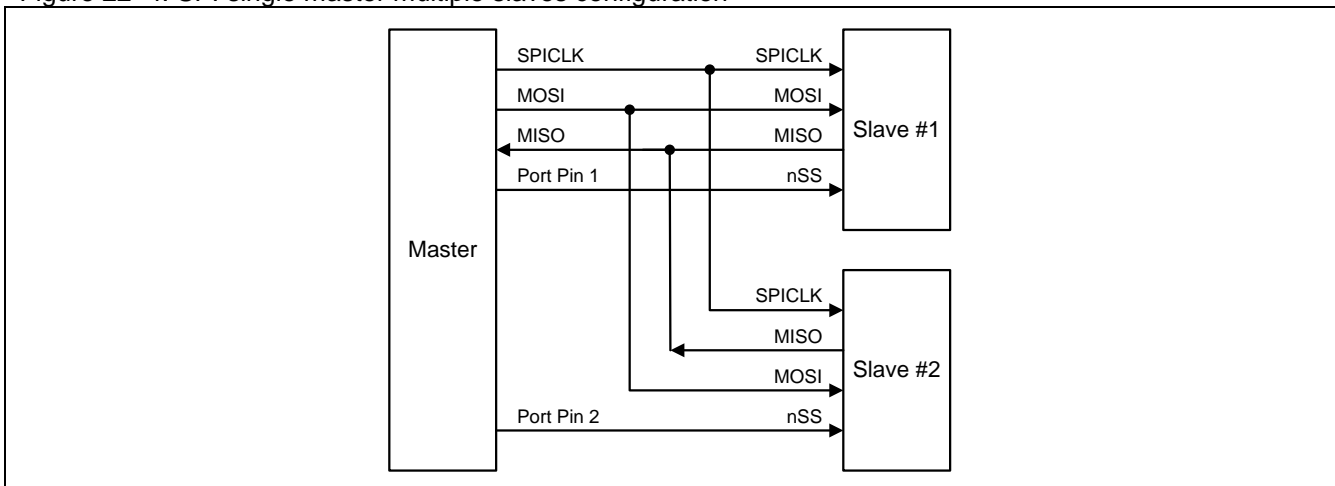 Figure 22-4. SPI single master multiple slaves configuration
SPICLK SPICLK
MOSI MOSI
MISO MISO
Slave #1
Port Pin 1 nSS
Master
SPICLK
MISO
MOSI
Slave #2
Port Pin 2 nSS